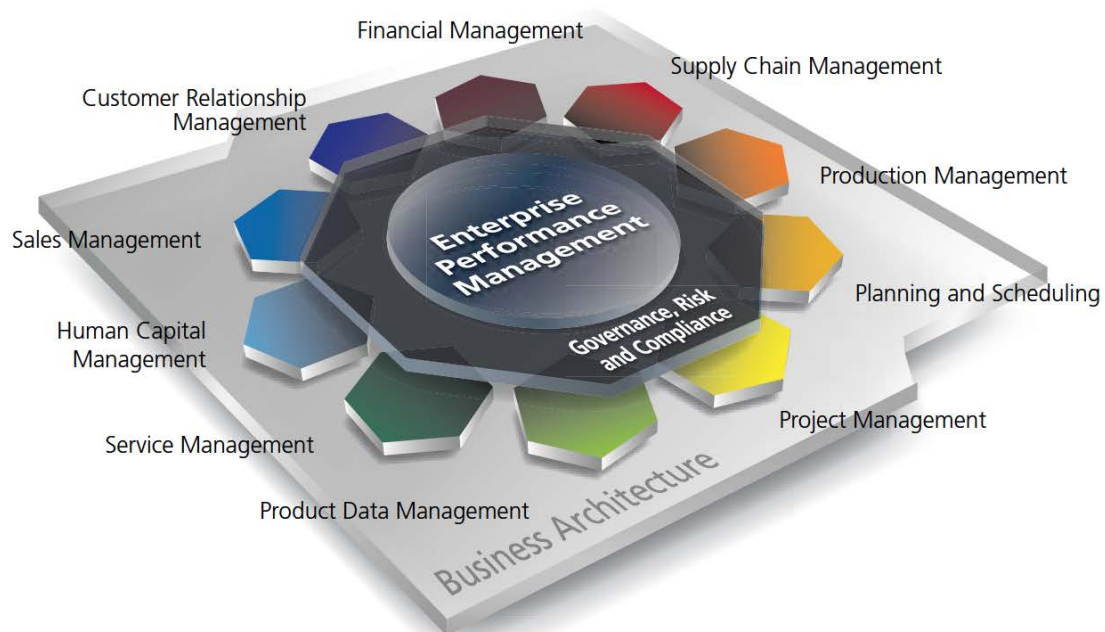 Financial Management
Supply Chain Management
Customer Relationship
Management
Production Management
Sales Management
Enterprise
Performance
Management
Planning and Scheduling
Governance, Risk
and Compliance
Human Capital
Management
Project Management
Service Management
Product Data Management
Business Architecture